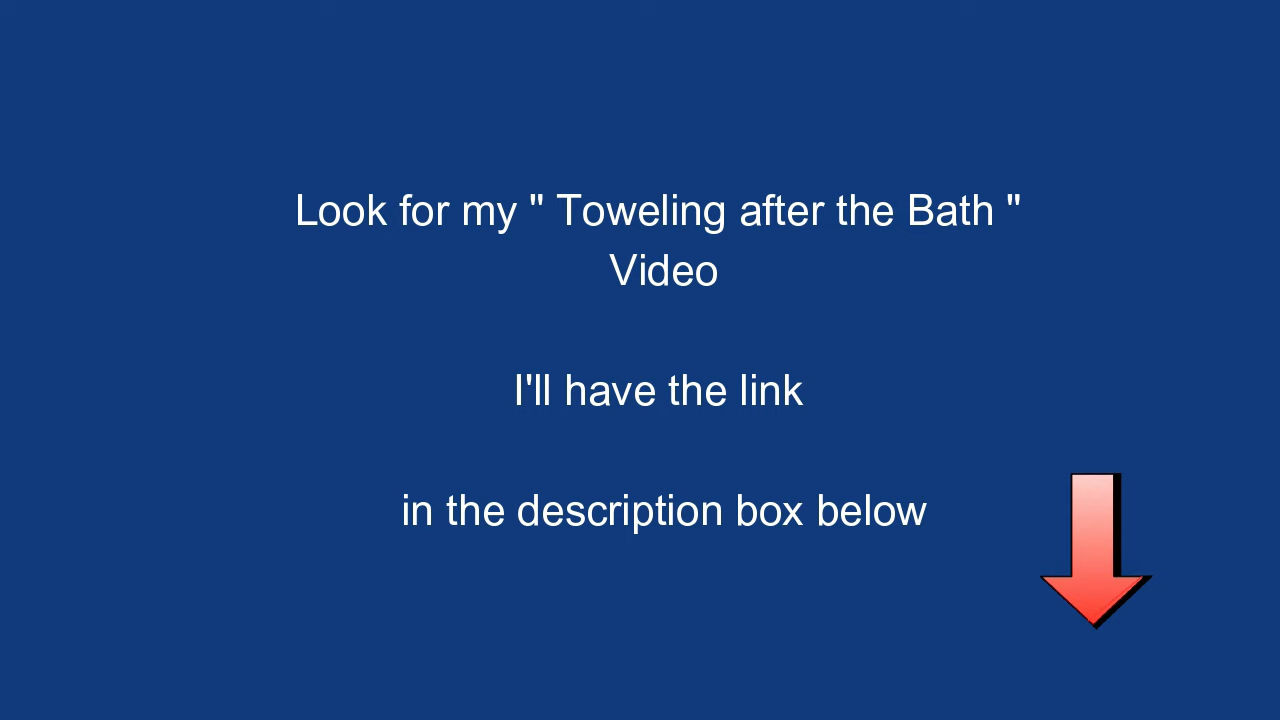 Look for my " Toweling after the Bath "
Video
I'll have the link
in the description box below